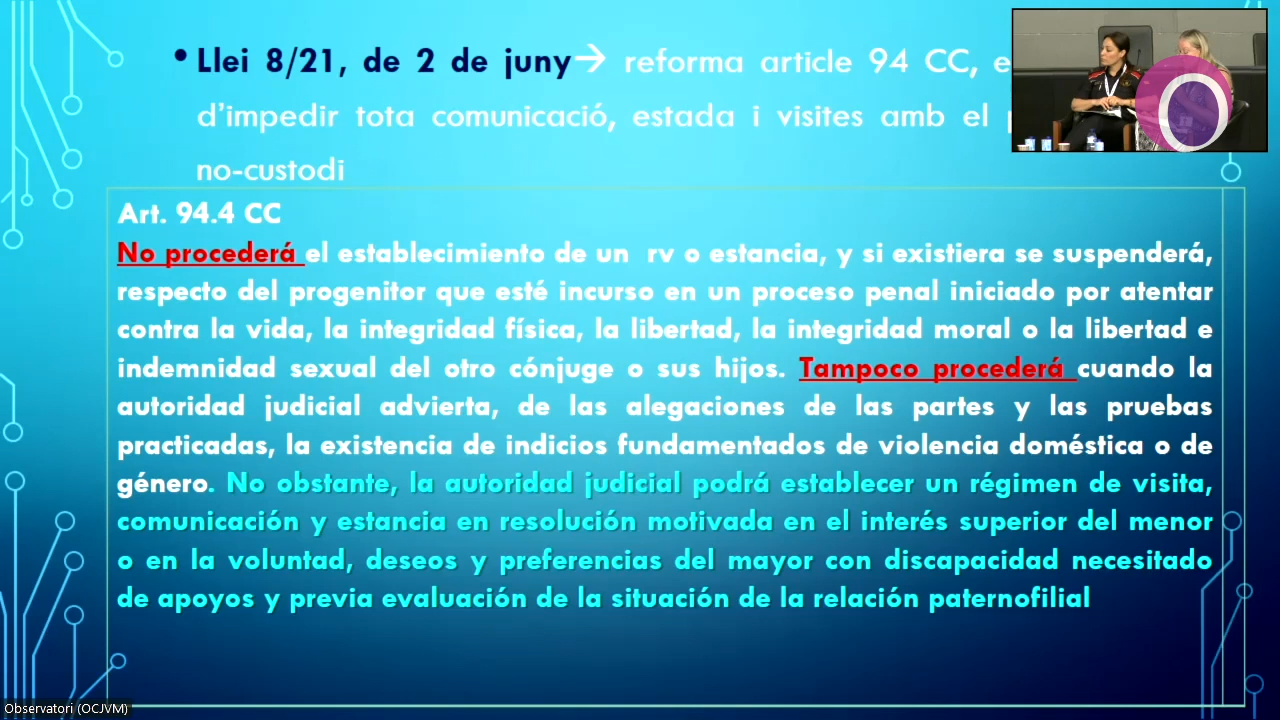 • Llei 8/21, de 2 de juny→ reforma article 94 CC,
d’impedir tota comunicació, estada i visites amb el
no-custodi
Art. 94.4 CC
No procederá el establecimiento de un rv o estancia, y si existiera se suspenderá,
respecto del progenitor que esté incurso en un proceso penal iniciado por atentar
contra la vida, la integridad física, la libertad, la integridad moral o la libertad e
indemnidad sexual del otro cónjuge o sus hijos. Tampoco procederá cuando la
autoridad judicial advierta, de las alegaciones de las partes y las pruebas
practicadas, la existencia de indicios fundamentados de violencia doméstica o de
género. No obstante, la autoridad judicial podrá establecer un régimen de visita,
comunicación y estancia en resolución motivada en el interés superior del menor
o en la voluntad, deseos y preferencias del mayor con discapacidad necesitado
de apoyos y previa evaluación de la situación de la relación paternofilial
Observatori (OCJVM)